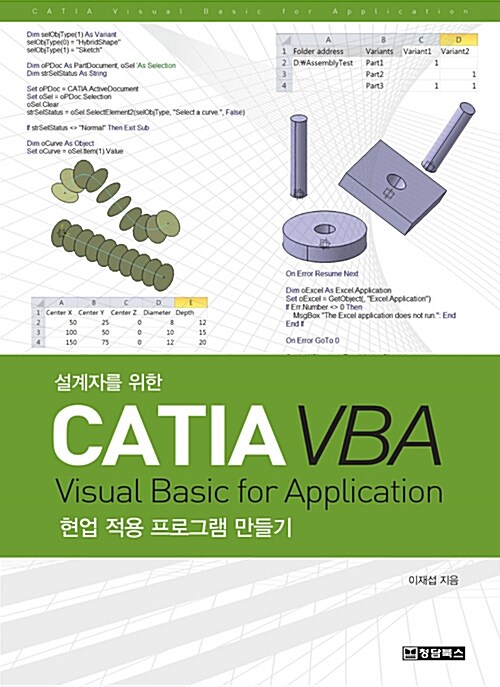 CATIA Visual Basic for Application
Dim selObjType(1) As Variant
selObjType(0) = "HybridShape"
selObjType(1) = "Sketch"
Dim oPDoc As PartDocument, oSel 'As Selection
Dim strSelStatus As String
Set oPDoc = CATIA.ActiveDocument
Set oSel = oPDoc.Selection
oSel.Clear
strSelStatus = oSel.SelectElement2(selObjType, "Select a curve.", False)
If strSelStatus <> "Normal" Then Exit Sub
Dim oCurve As Object
Set oCurve = oSel.Item(1).Value
A B C D
1 Folder address Variants Variant1 Variant2
2 D:₩AssemblyTest Part1 1
3 Part2 1
4 Part3 1 1
On Error Resume Next
Dim oExcel As Excel.Application
Set oExcel = GetObject(, "Excel.Application")
If Err.Number <> 0 Then
MsgBox "The Excel application does not run.": End
End If
On Error GoTo 0
A B C D E
1 Center X Center Y Center Z Diameter Depth
2 50 25 0 8 12
3 100 50 0 10 15
4 150 75 0 12 20
설계자를 위한
CATIA VBA
Visual Basic for Application
현업 적용 프로그램 만들기
이재섭 지음
청담북스